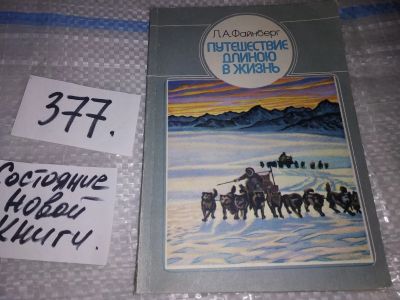 Л.А.Файнберг
ПУТЕШЕСТВИЕ
ДЛИНОЮ
В ЖИЗНЬ
377.
Состояние
новой
книги.